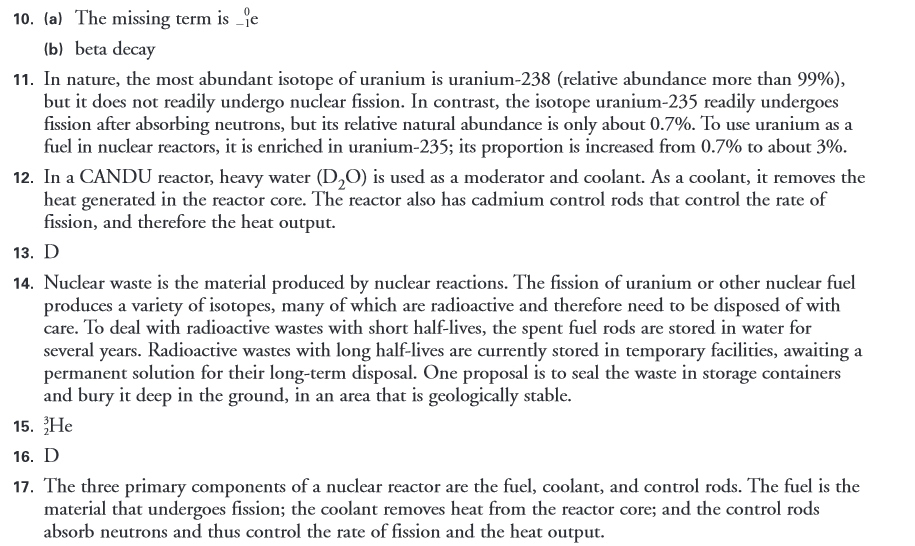 10. (a) The missing term is ⁰₋₁e
(b) beta decay
11. In nature, the most abundant isotope of uranium is uranium-238 (relative abundance more than 99%),
but it does not readily undergo nuclear fission. In contrast, the isotope uranium-235 readily undergoes
fission after absorbing neutrons, but its relative natural abundance is only about 0.7%. To use uranium as a
fuel in nuclear reactors, it is enriched in uranium-235; its proportion is increased from 0.7% to about 3%.
12. In a CANDU reactor, heavy water (D₂O) is used as a moderator and coolant. As a coolant, it removes the
heat generated in the reactor core. The reactor also has cadmium control rods that control the rate of
fission, and therefore the heat output.
13. D
14. Nuclear waste is the material produced by nuclear reactions. The fission of uranium or other nuclear fuel
produces a variety of isotopes, many of which are radioactive and therefore need to be disposed of with
care. To deal with radioactive wastes with short half-lives, the spent fuel rods are stored in water for
several years. Radioactive wastes with long half-lives are currently stored in temporary facilities, awaiting a
permanent solution for their long-term disposal. One proposal is to seal the waste in storage containers
and bury it deep in the ground, in an area that is geologically stable.
15. ³₂He
16. D
17. The three primary components of a nuclear reactor are the fuel, coolant, and control rods. The fuel is the
material that undergoes fission; the coolant removes heat from the reactor core; and the control rods
absorb neutrons and thus control the rate of fission and the heat output.